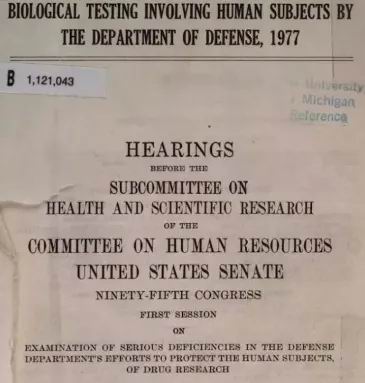 BIOLOGICAL TESTING INVOLVING HUMAN SUBJECTS BY
THE DEPARTMENT OF DEFENSE, 1977
B 1,121,043
University
Michigan
Reference
HEARINGS
BEFORE THE
SUBCOMMITTEE ON
HEALTH AND SCIENTIFIC RESEARCH
OF THE
COMMITTEE ON HUMAN RESOURCES
UNITED STATES SENATE
NINETY-FIFTH CONGRESS
FIRST SESSION
ON
EXAMINATION OF SERIOUS DEFICIENCIES IN THE DEFENSE
DEPARTMENT'S EFFORTS TO PROTECT THE HUMAN SUBJECTS,
OF DRUG RESEARCH